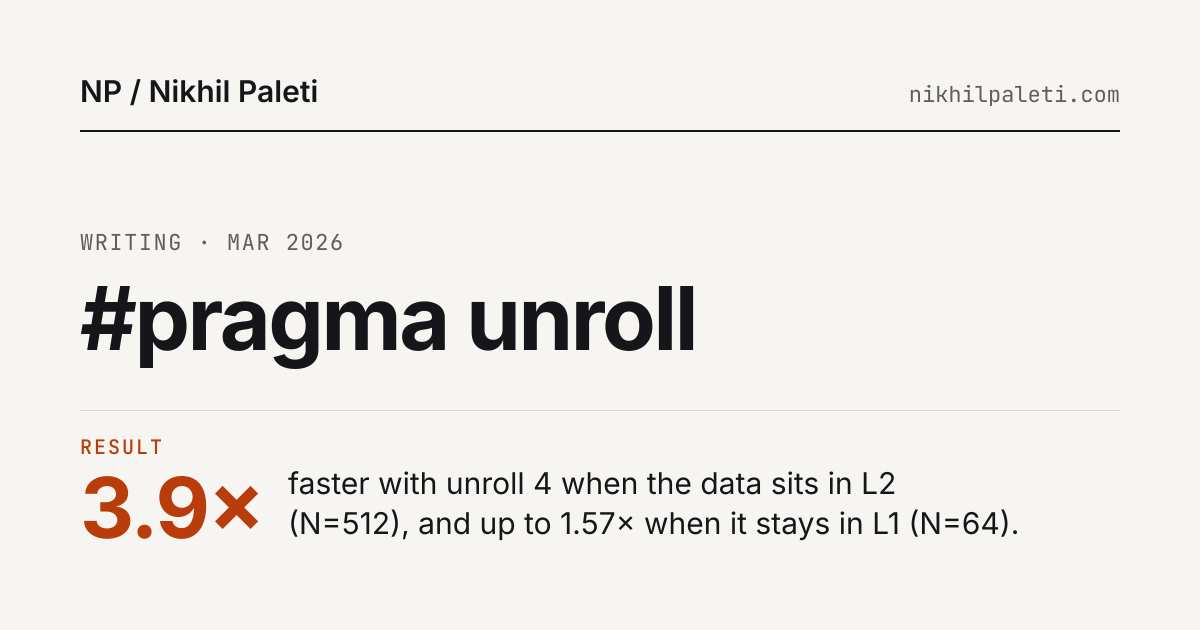 NP / Nikhil Paleti
nikhilpaleti.com
WRITING · MAR 2026
#pragma unroll
RESULT
3.9×
faster with unroll 4 when the data sits in L2
(N=512), and up to 1.57× when it stays in L1 (N=64).